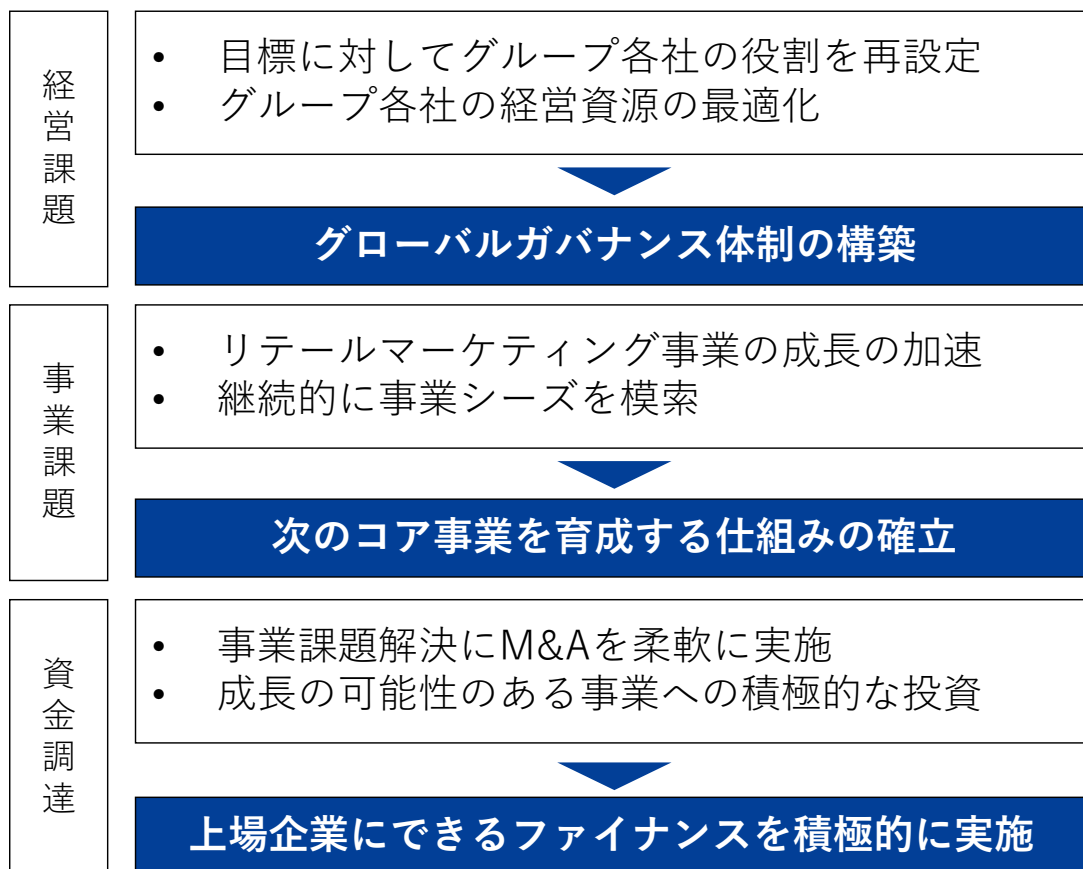 経営課題
• 目標に対してグループ各社の役割を再設定
• グループ各社の経営資源の最適化
グローバルガバナンス体制の構築
事業課題
• リテールマーケティング事業の成長の加速
• 継続的に事業シーズを模索
次のコア事業を育成する仕組みの確立
資金調達
• 事業課題解決にM&Aを柔軟に実施
• 成長の可能性のある事業への積極的な投資
上場企業にできるファイナンスを積極的に実施